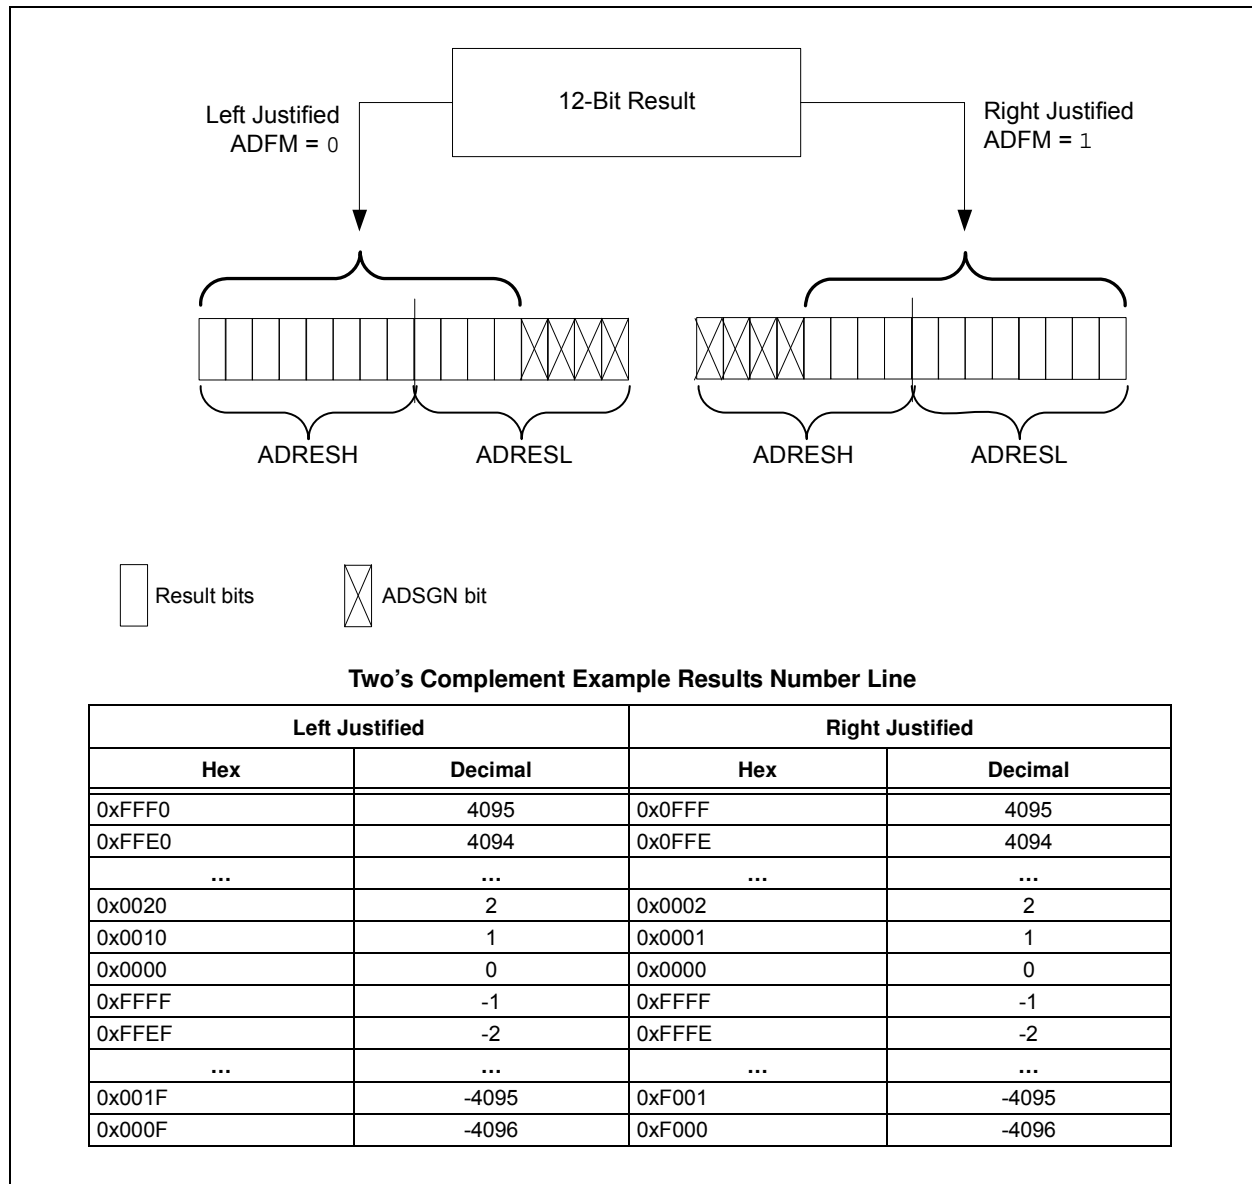 12-Bit Result
Left Justified
ADFM = 0
Right Justified
ADFM = 1
ADRESH ADRESL ADRESH ADRESL
Result bits ADSGN bit
Two's Complement Example Results Number Line
Left Justified Right Justified
Hex Decimal Hex Decimal
0xFFF0 4095 0x0FFF 4095
0xFFE0 4094 0x0FFE 4094
... ... ... ...
0x0020 2 0x0002 2
0x0010 1 0x0001 1
0x0000 0 0x0000 0
0xFFFF -1 0xFFFF -1
0xFFEF -2 0xFFFE -2
... ... ... ...
0x001F -4095 0xF001 -4095
0x000F -4096 0xF000 -4096